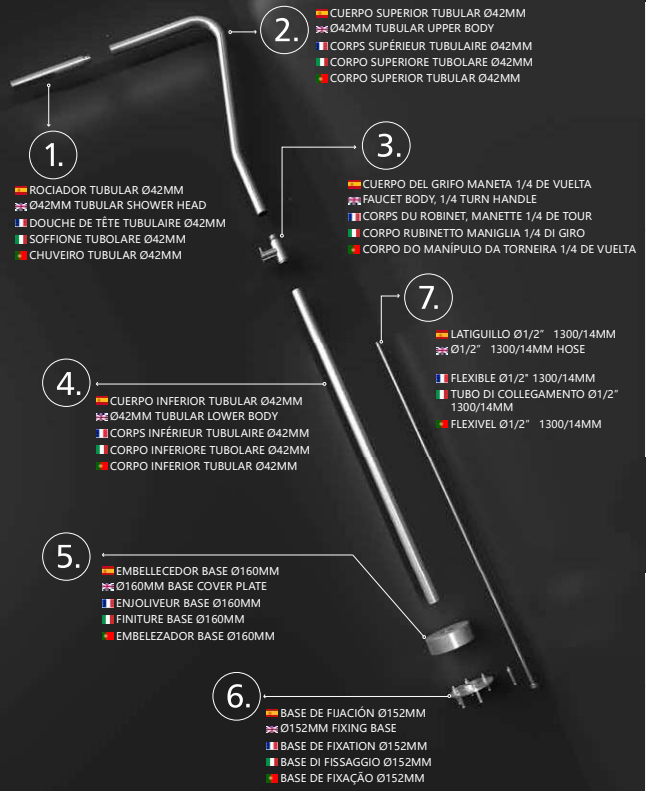 2.
CUERPO SUPERIOR TUBULAR Ø42MM
Ø42MM TUBULAR UPPER BODY
CORPS SUPÉRIEUR TUBULAIRE Ø42MM
CORPO SUPERIORE TUBOLARE Ø42MM
CORPO SUPERIOR TUBULAR Ø42MM
1.
ROCIADOR TUBULAR Ø42MM
Ø42MM TUBULAR SHOWER HEAD
DOUCHE DE TÊTE TUBULAIRE Ø42MM
SOFFIONE TUBOLARE Ø42MM
CHUVEIRO TUBULAR Ø42MM
3.
CUERPO DEL GRIFO MANETA 1/4 DE VUELTA
FAUCET BODY, 1/4 TURN HANDLE
CORPS DU ROBINET, MANETTE 1/4 DE TOUR
CORPO RUBINETTO MANIGLIA 1/4 DI GIRO
CORPO DO MANÍPULO DA TORNEIRA 1/4 DE VUELTA
7.
LATIGUILLO Ø1/2” 1300/14MM
Ø1/2” 1300/14MM HOSE
FLEXIBLE Ø1/2" 1300/14MM
TUBO DI COLLEGAMENTO Ø1/2”
1300/14MM
FLEXIVEL Ø1/2” 1300/14MM
4.
CUERPO INFERIOR TUBULAR Ø42MM
Ø42MM TUBULAR LOWER BODY
CORPS INFÉRIEUR TUBULAIRE Ø42MM
CORPO INFERIORE TUBOLARE Ø42MM
CORPO INFERIOR TUBULAR Ø42MM
5.
EMBELLECEDOR BASE Ø160MM
Ø160MM BASE COVER PLATE
ENJOLIVEUR BASE Ø160MM
FINITURE BASE Ø160MM
EMBELEZADOR BASE Ø160MM
6.
BASE DE FIJACIÓN Ø152MM
Ø152MM FIXING BASE
BASE DE FIXATION Ø152MM
BASE DI FISSAGGIO Ø152MM
BASE DE FIXAÇÃO Ø152MM